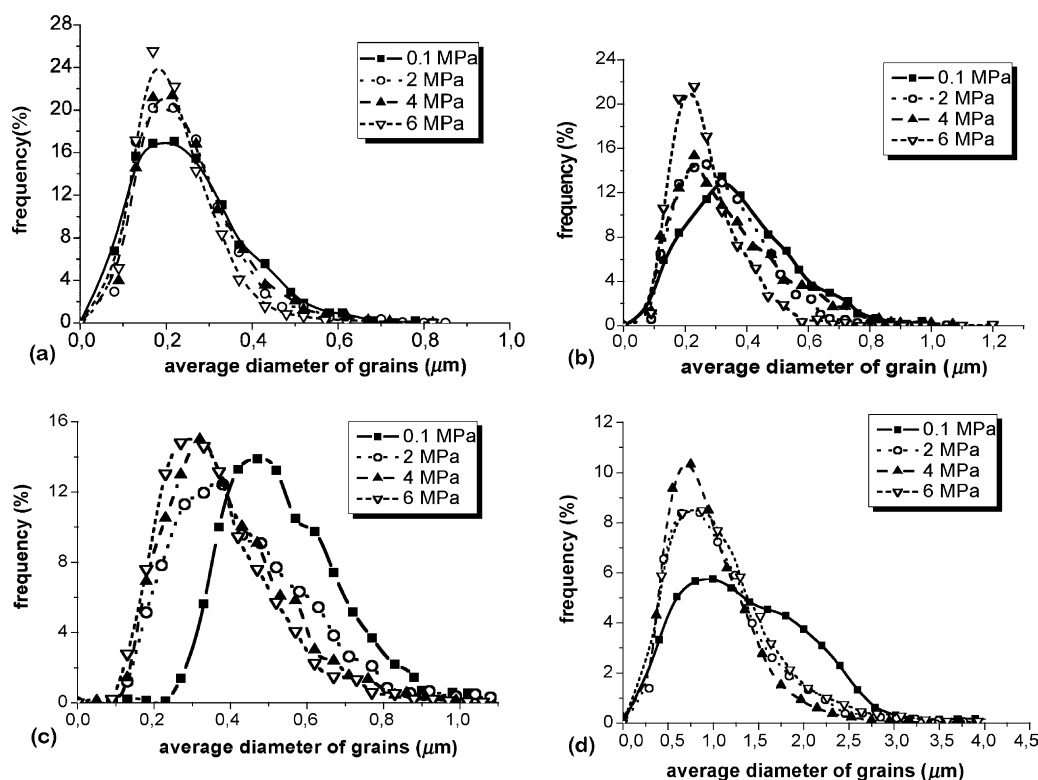 28
24
20
16
12
8
4
0
frequency(%)
0.1 MPa
2 MPa
4 MPa
6 MPa
0,0 0,2 0,4 0,6 0,8 1,0
(a)
average diameter of grains (μm)
24
20
16
12
8
4
0
frequency (%)
0.1 MPa
2 MPa
4 MPa
6 MPa
0,0 0,2 0,4 0,6 0,8 1,0 1,2
(b)
average diameter of grain (μm)
16
12
8
4
0
frequency (%)
0.1 MPa
2 MPa
4 MPa
6 MPa
0,2 0,4 0,6 0,8 1,0
(c)
average diameter of grains (μm)
12
10
8
6
4
2
0
frequency (%)
0.1 MPa
2 MPa
4 MPa
6 MPa
0,0 0,5 1,0 1,5 2,0 2,5 3,0 3,5 4,0 4,5
(d)
average diameter of grains (μm)